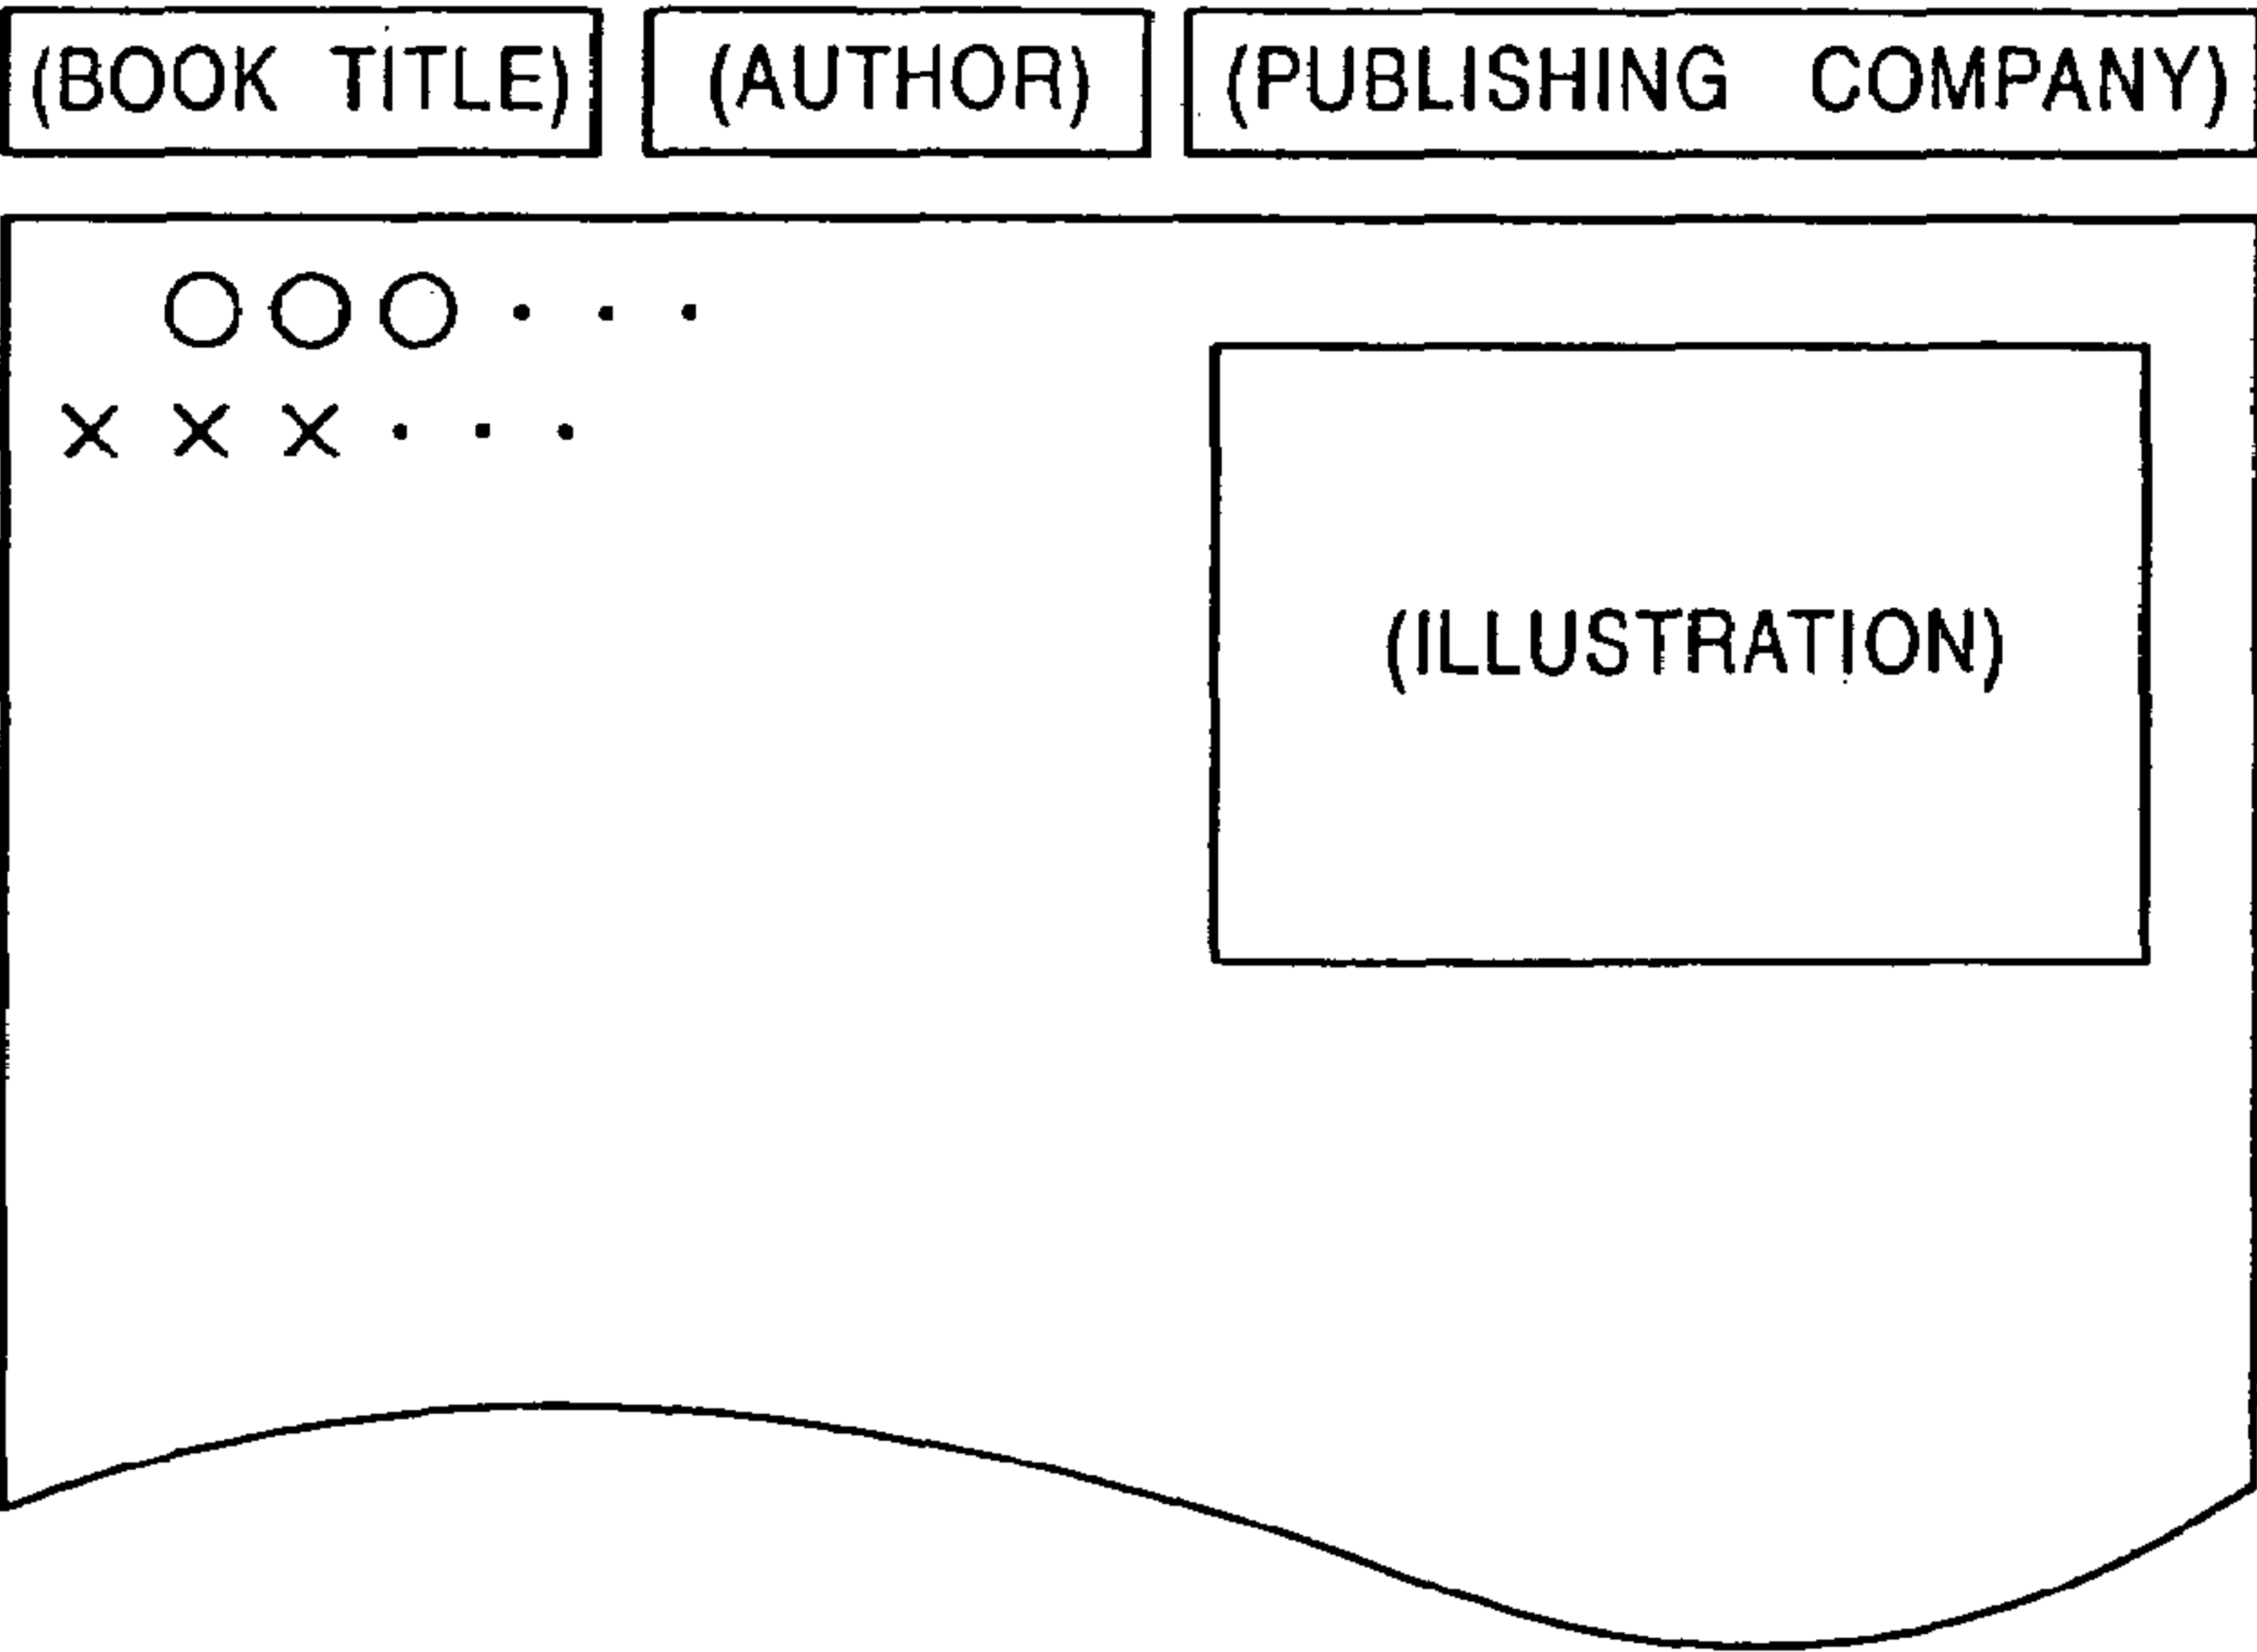 (BOOK TITLE) (AUTHOR) (PUBLISHING COMPANY)
○○○・・・
×××・・・
(ILLUSTRATION)